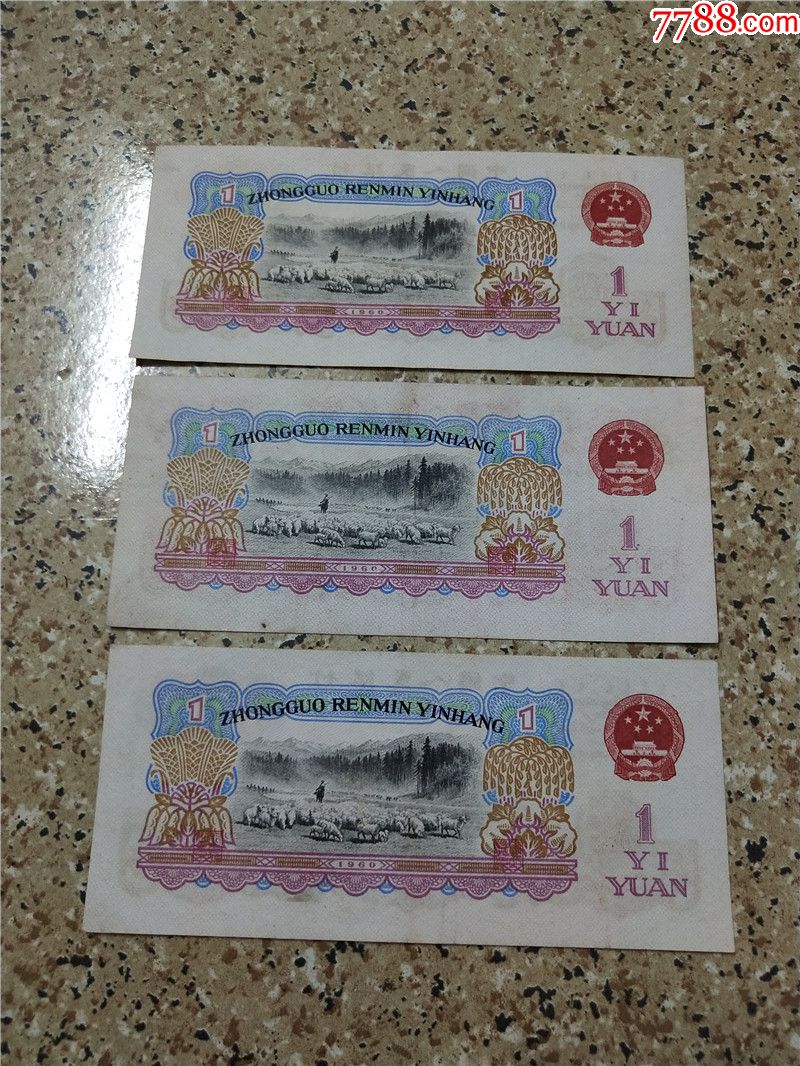 7788.com
1 ZHONGGUO RENMIN YINHANG 1
1
YI
YUAN
1960
1 ZHONGGUO RENMIN YINHANG 1
1
YI
YUAN
1960
1 ZHONGGUO RENMIN YINHANG 1
1
YI
YUAN
1960